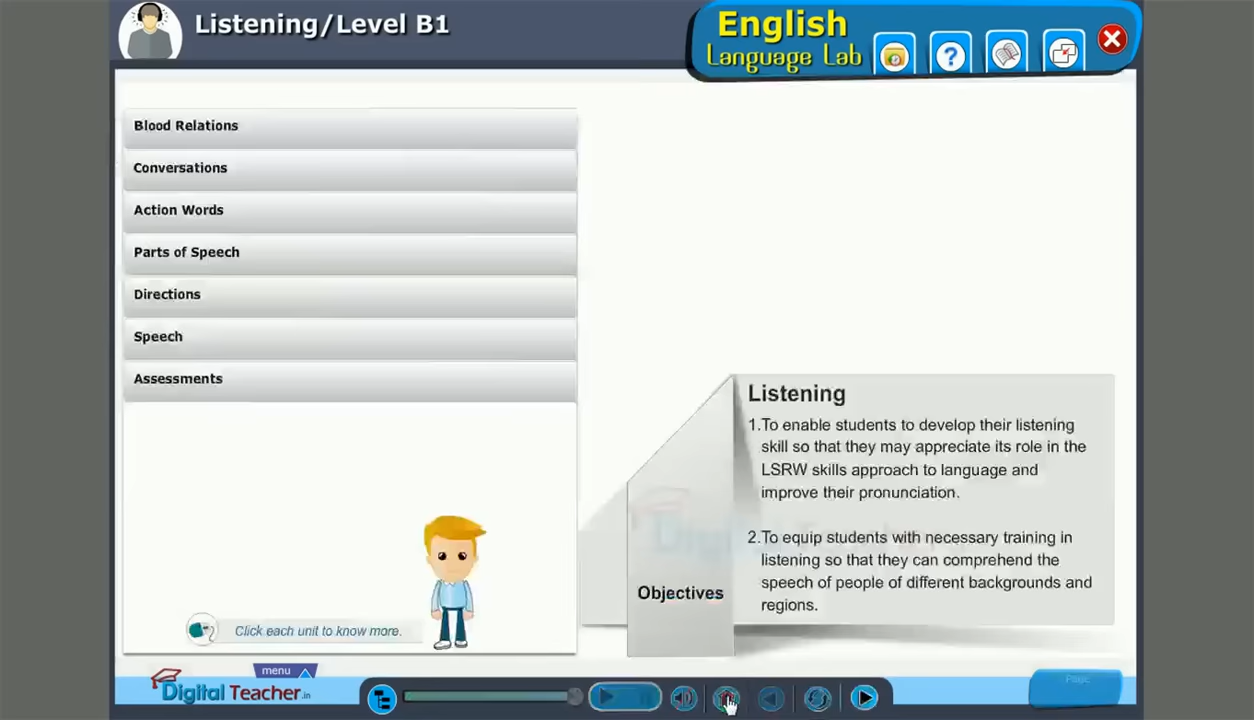 Listening/Level B1
English
Language Lab
Blood Relations
Conversations
Action Words
Parts of Speech
Directions
Speech
Assessments
Listening
1.To enable students to develop their listening
skill so that they may appreciate its role in the
LSRW skills approach to language and
improve their pronunciation.
2.To equip students with necessary training in
listening so that they can comprehend the
speech of people of different backgrounds and
regions.
Objectives
Digital Teacher
Click each unit to know more.
menu
Digital Teacher.in
Page